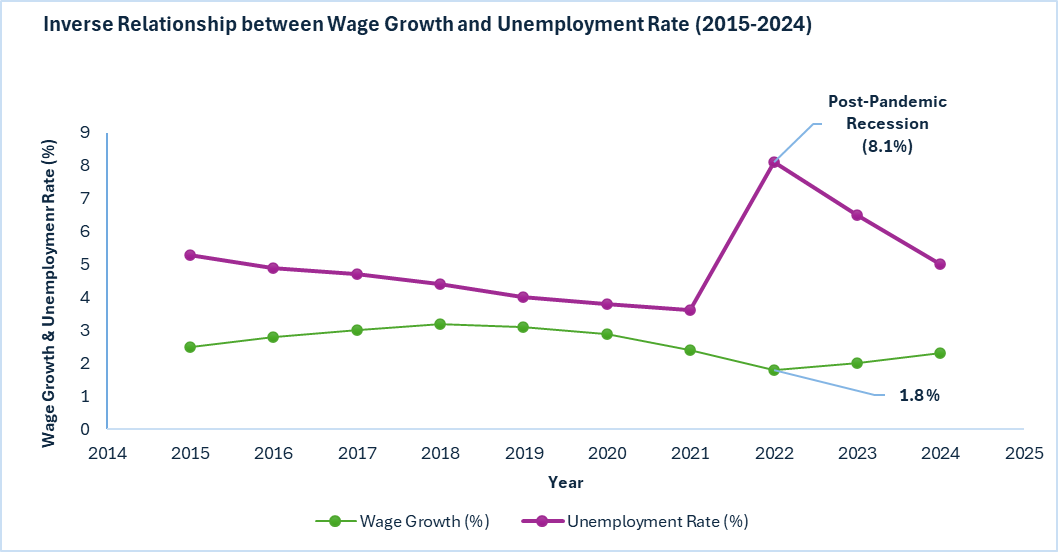 Inverse Relationship between Wage Growth and Unemployment Rate (2015-2024)
Post-Pandemic
Recession
(8.1%)
Wage Growth & Unemploymenr Rate (%)
9
8
7
6
5
4
3
2
1
0
1.8%
2014 2015 2016 2017 2018 2019 2020 2021 2022 2023 2024 2025
Year
Wage Growth (%) Unemployment Rate (%)